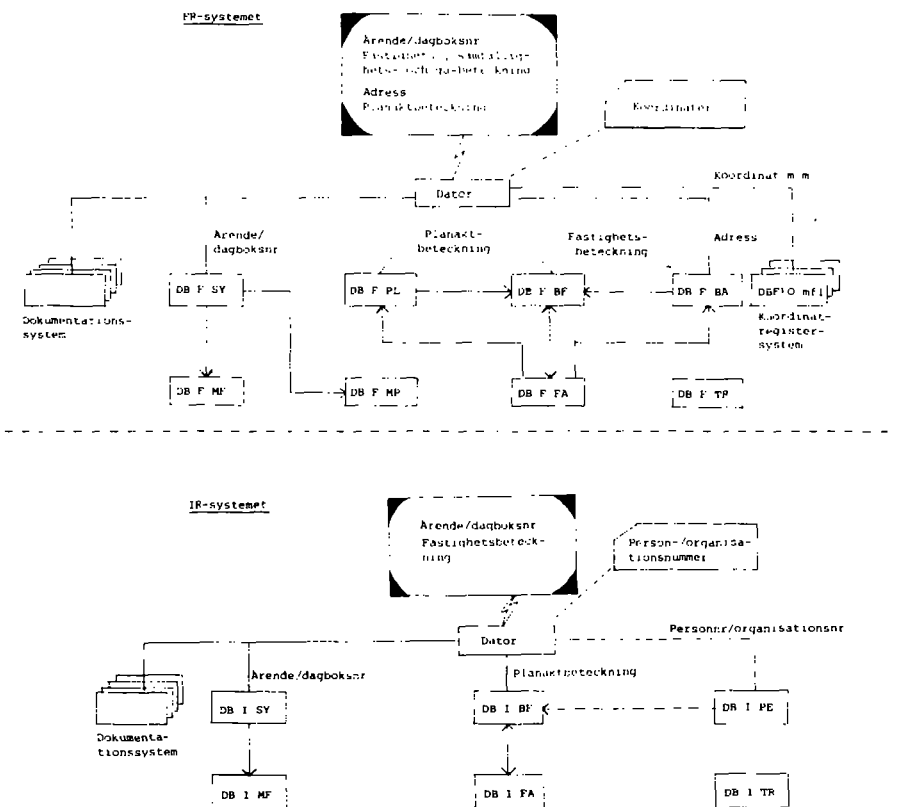 FR-systemet
Ärende/dagboksnr
Adress
Planaktbeteckning
Koordinater
Dator
Koordinat m m
Ärende/
dagboksnr
Planakt-
beteckning
Fastighets-
beteckning
Adress
DB F SY
DB F PL
DB F BF
DB F BA
Dokumentations-
system
Koordinat-
register-
system
DB F MF
DB F MP
DB F FA
DB F TR
IR-systemet
Ärende/dagboksnr
Fastighetsbeteck-
ning
Person-/organisa-
tionsnummer
Dator
Personnr/organisationsnr
Ärende/dagboksnr
Planaktbeteckning
DB I SY
DB I BF
DB I PE
Dokumenta-
tionssystem
DB I MF
DB I FA
DB I TR